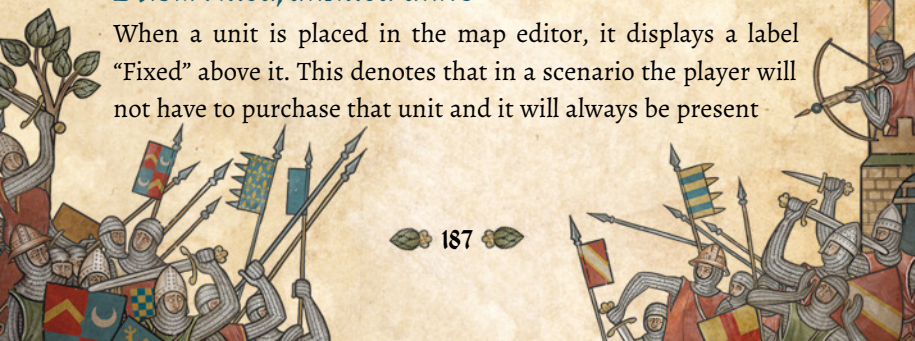 When a unit is placed in the map editor, it displays a label
“Fixed” above it. This denotes that in a scenario the player will
not have to purchase that unit and it will always be present
187